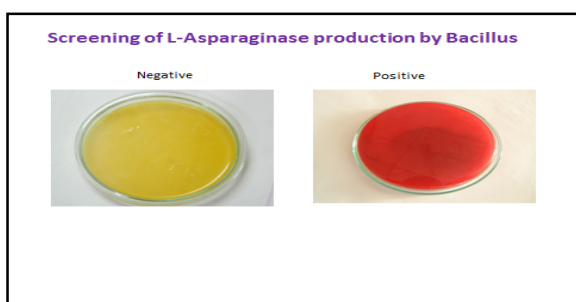 Screening of L-Asparaginase production by Bacillus
Negative
Positive